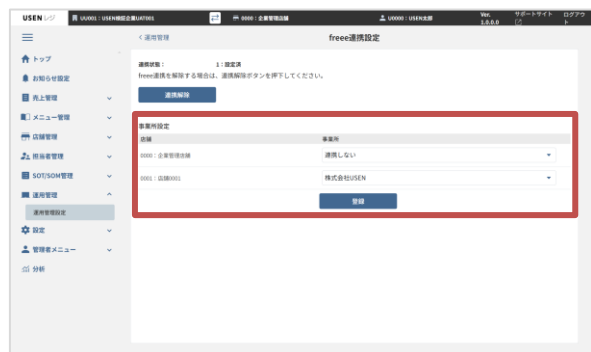 USEN レジ
UU001：USEN検証企業UAT001
0000：企業管理店舗
U0000：USEN太郎
Ver. 1.0.0.0
サポートサイト
ログアウト
トップ
お知らせ設定
売上管理
メニュー管理
店舗管理
担当者管理
SOT/SOM管理
運用管理
運用管理設定
設定
管理者メニュー
分析
＜ 運用管理
freee連携設定
連携状態： 1：設定済
freee連携を解除する場合は、連携解除ボタンを押下してください。
連携解除
事業所設定
店舗 事業所
0000：企業管理店舗 連携しない
0001：店舗0001 株式会社USEN
登録